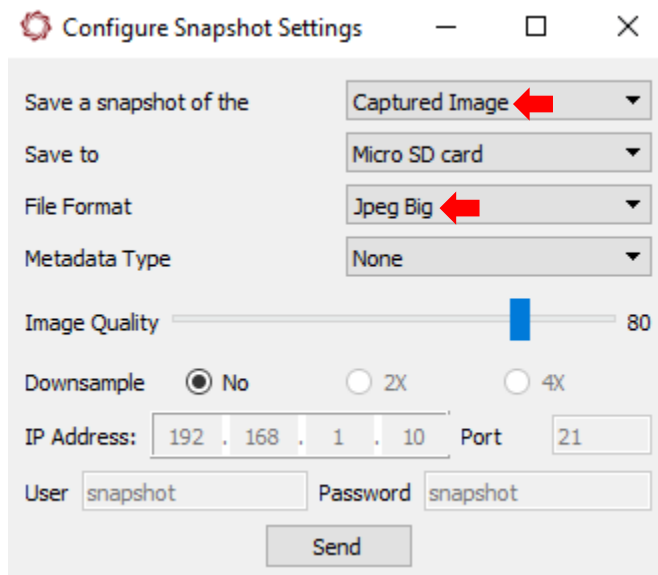 Configure Snapshot Settings
Save a snapshot of the Captured Image
Save to Micro SD card
File Format Jpeg Big
Metadata Type None
Image Quality 80
Downsample No 2X 4X
IP Address: 192 . 168 . 1 . 10 Port 21
User snapshot Password snapshot
Send